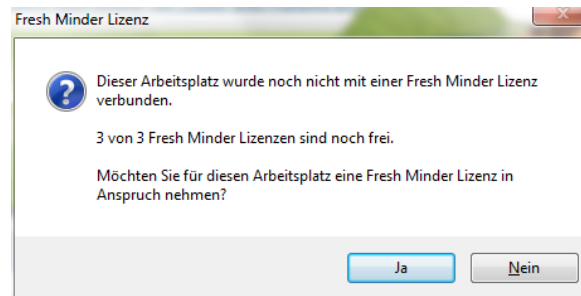 Fresh Minder Lizenz
Dieser Arbeitsplatz wurde noch nicht mit einer Fresh Minder Lizenz
verbunden.
3 von 3 Fresh Minder Lizenzen sind noch frei.
Möchten Sie für diesen Arbeitsplatz eine Fresh Minder Lizenz in
Anspruch nehmen?
Ja
Nein